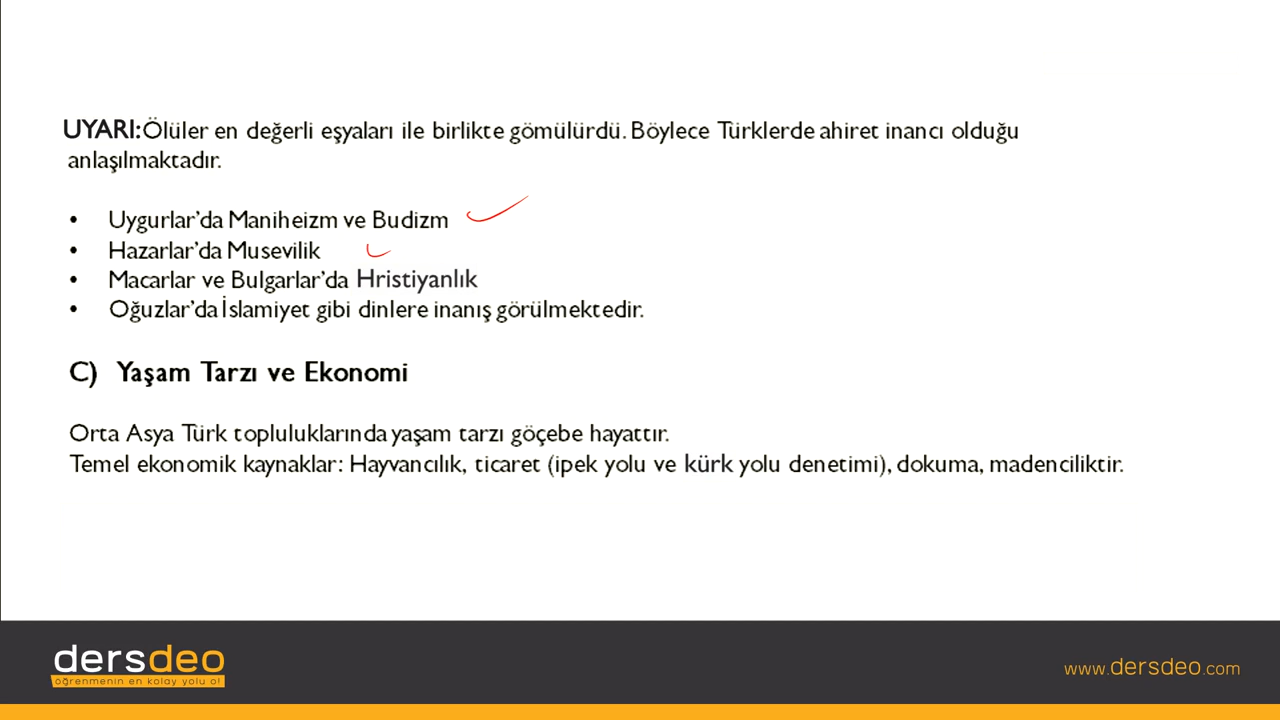 UYARI:Ölüler en değerli eşyaları ile birlikte gömülürdü. Böylece Türklerde ahiret inancı olduğu
anlaşılmaktadır.
• Uygurlar'da Maniheizm ve Budizm
• Hazarlar'da Musevilik
• Macarlar ve Bulgarlar'da Hristiyanlık
• Oğuzlar'da İslamiyet gibi dinlere inanış görülmektedir.
C) Yaşam Tarzı ve Ekonomi
Orta Asya Türk topluluklarında yaşam tarzı göçebe hayattır.
Temel ekonomik kaynaklar: Hayvancılık, ticaret (ipek yolu ve kürk yolu denetimi), dokuma, madenciliktir.
dersdeo
öğrenmenin en kolay yolu o!
www.dersdeo.com